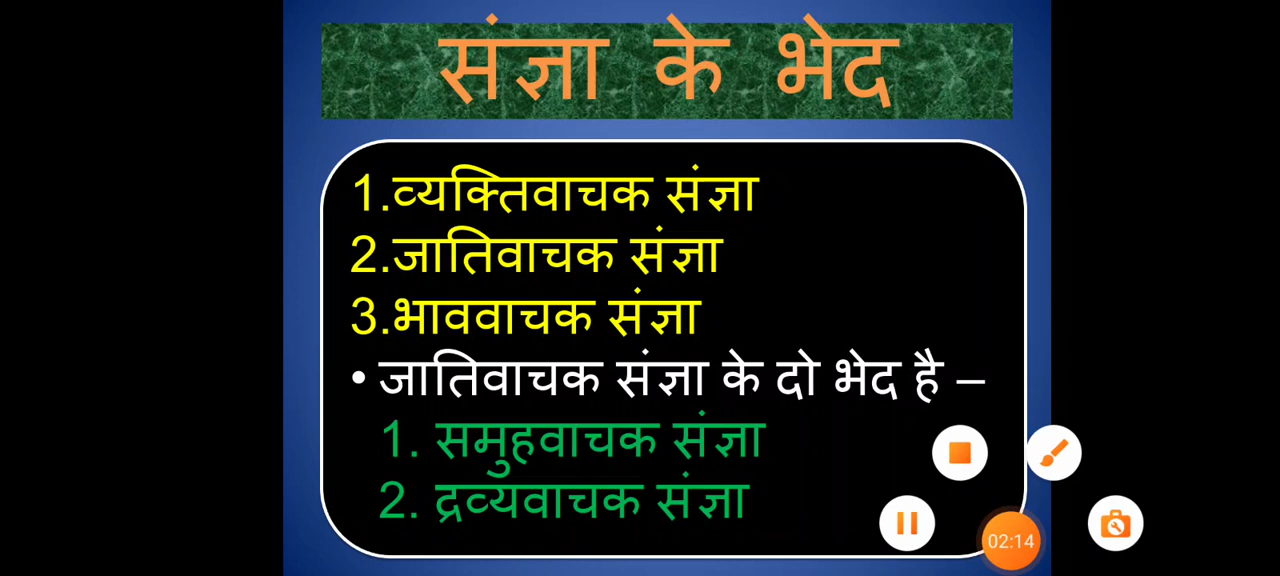 संज्ञा के भेद
1.व्यक्तिवाचक संज्ञा
2.जातिवाचक संज्ञा
3.भाववाचक संज्ञा
• जातिवाचक संज्ञा के दो भेद है –
1. समुहवाचक संज्ञा
2. द्रव्यवाचक संज्ञा
02:14